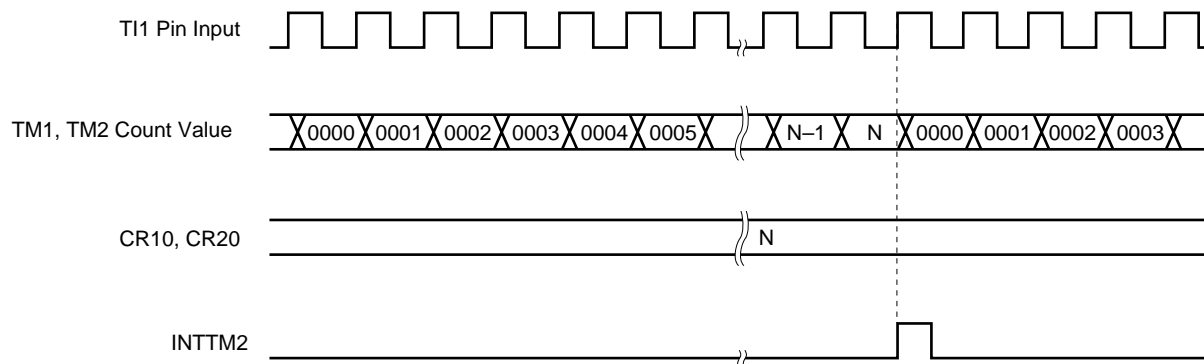 TI1 Pin Input
TM1, TM2 Count Value
0000 0001 0002 0003 0004 0005 N–1 N 0000 0001 0002 0003
CR10, CR20
N
INTTM2